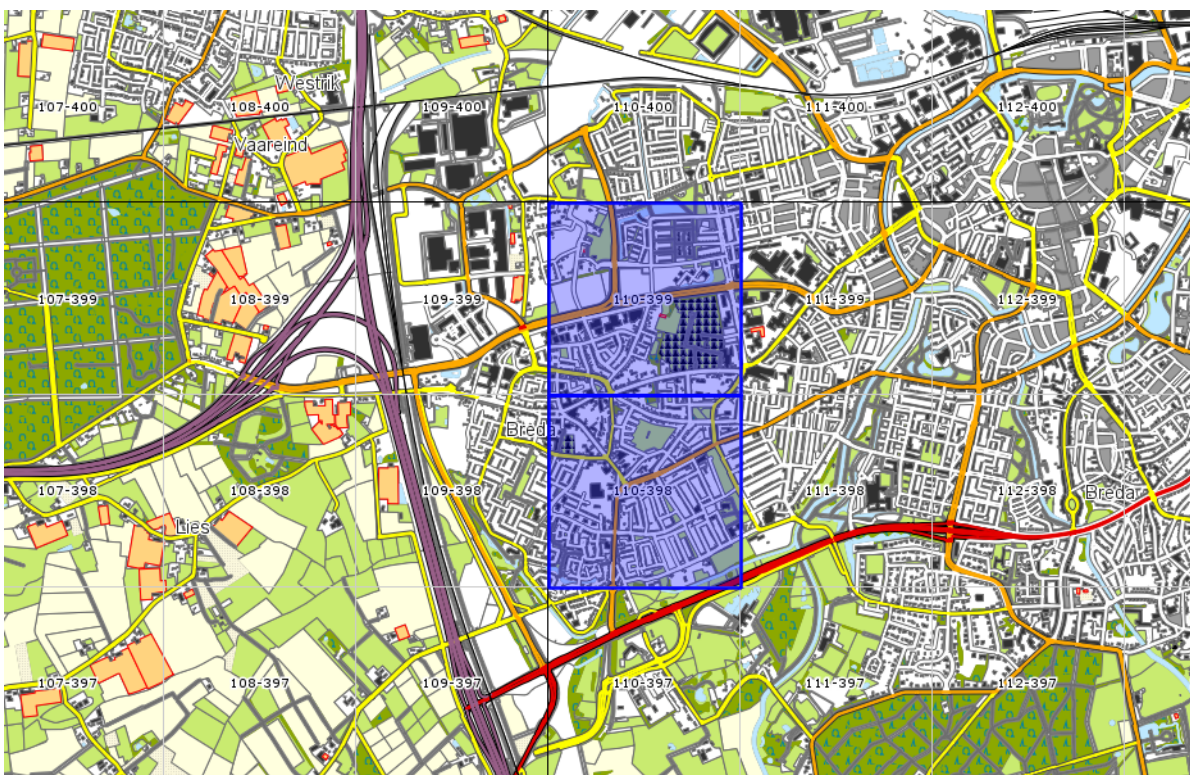 Westrik
107-400 108-400 109-400 110-400 111-400 112-400
Vaareind
107-399 108-399 109-399 110-399 111-399 112-399
Breda
107-398 108-398 109-398 110-398 111-398 112-398
Breda
Lies
107-397 108-397 109-397 110-397 111-397 112-397